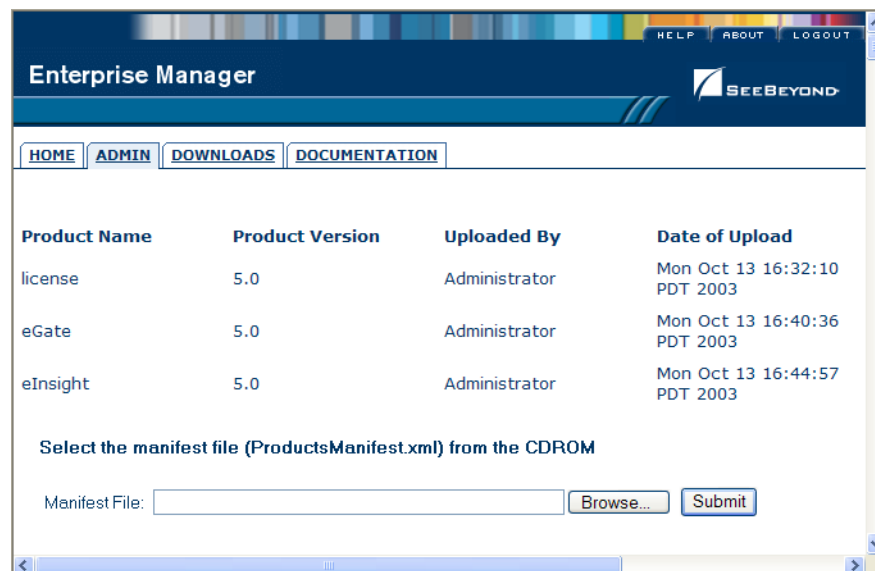 HELP ABOUT LOGOUT
Enterprise Manager
SEEBEYOND
HOME ADMIN DOWNLOADS DOCUMENTATION
Product Name Product Version Uploaded By Date of Upload
license 5.0 Administrator Mon Oct 13 16:32:10
PDT 2003
eGate 5.0 Administrator Mon Oct 13 16:40:36
PDT 2003
eInsight 5.0 Administrator Mon Oct 13 16:44:57
PDT 2003
Select the manifest file (ProductsManifest.xml) from the CDROM
Manifest File: Browse... Submit